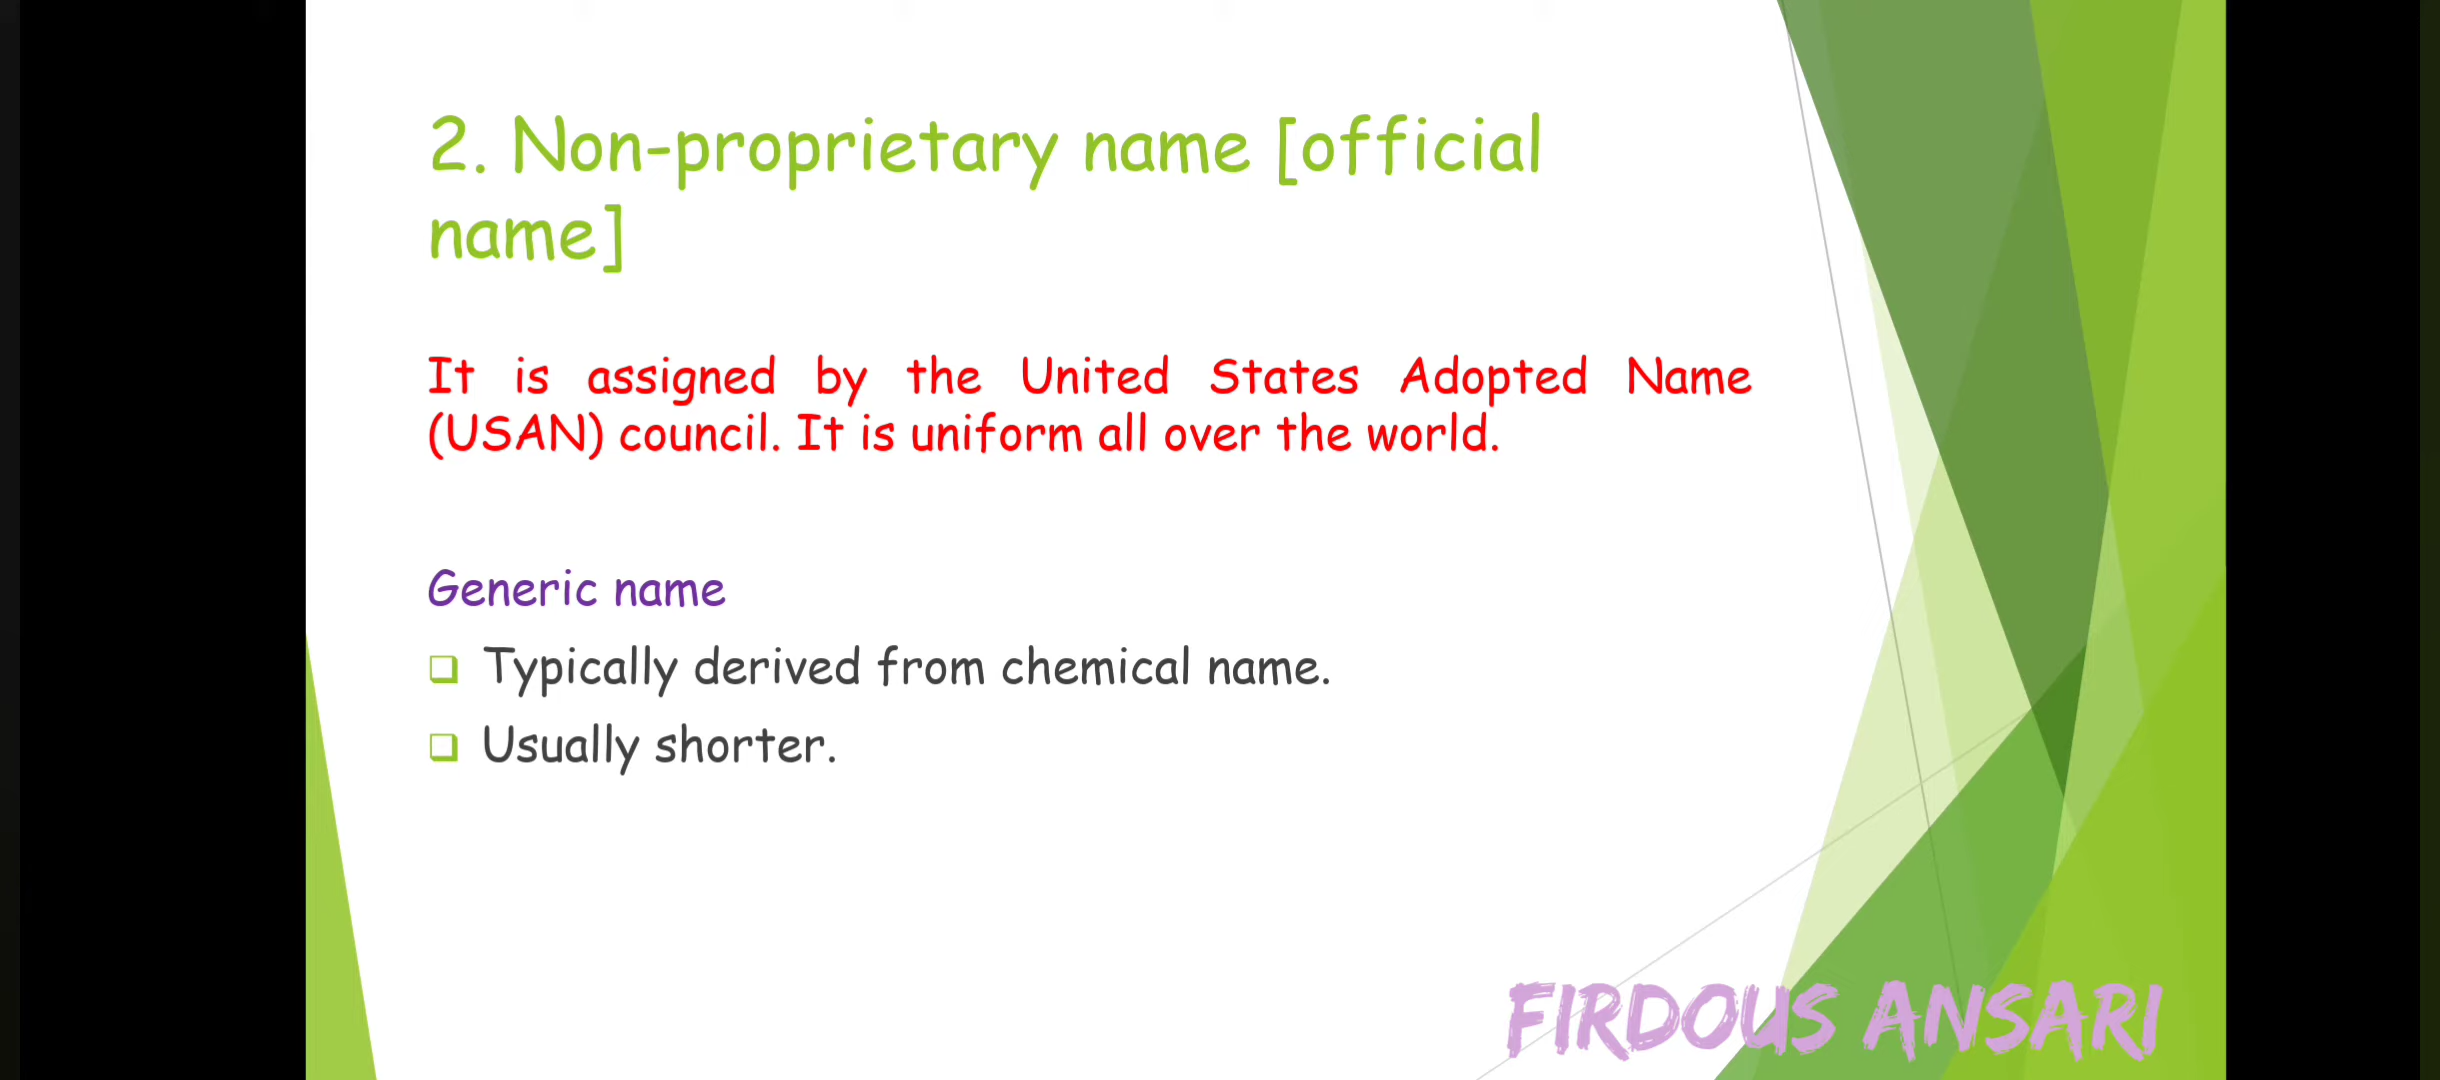 2. Non-proprietary name [official
name]
It is assigned by the United States Adopted Name
(USAN) council. It is uniform all over the world.
Generic name
Typically derived from chemical name.
Usually shorter.
FIRDOUS ANSARI